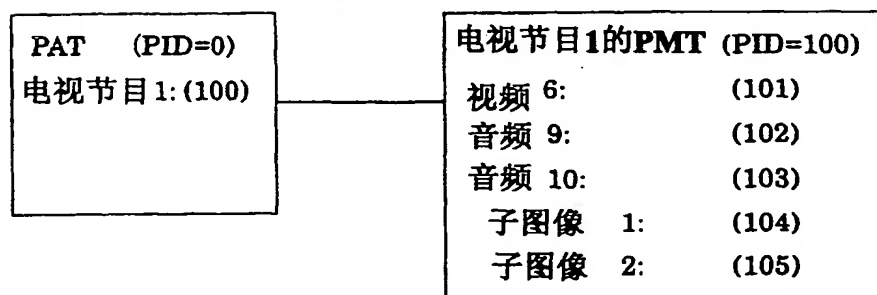 PAT (PID=0)
电视节目1:(100)
电视节目1的PMT (PID=100)
视频 6: (101)
音频 9: (102)
音频 10: (103)
子图像 1: (104)
子图像 2: (105)